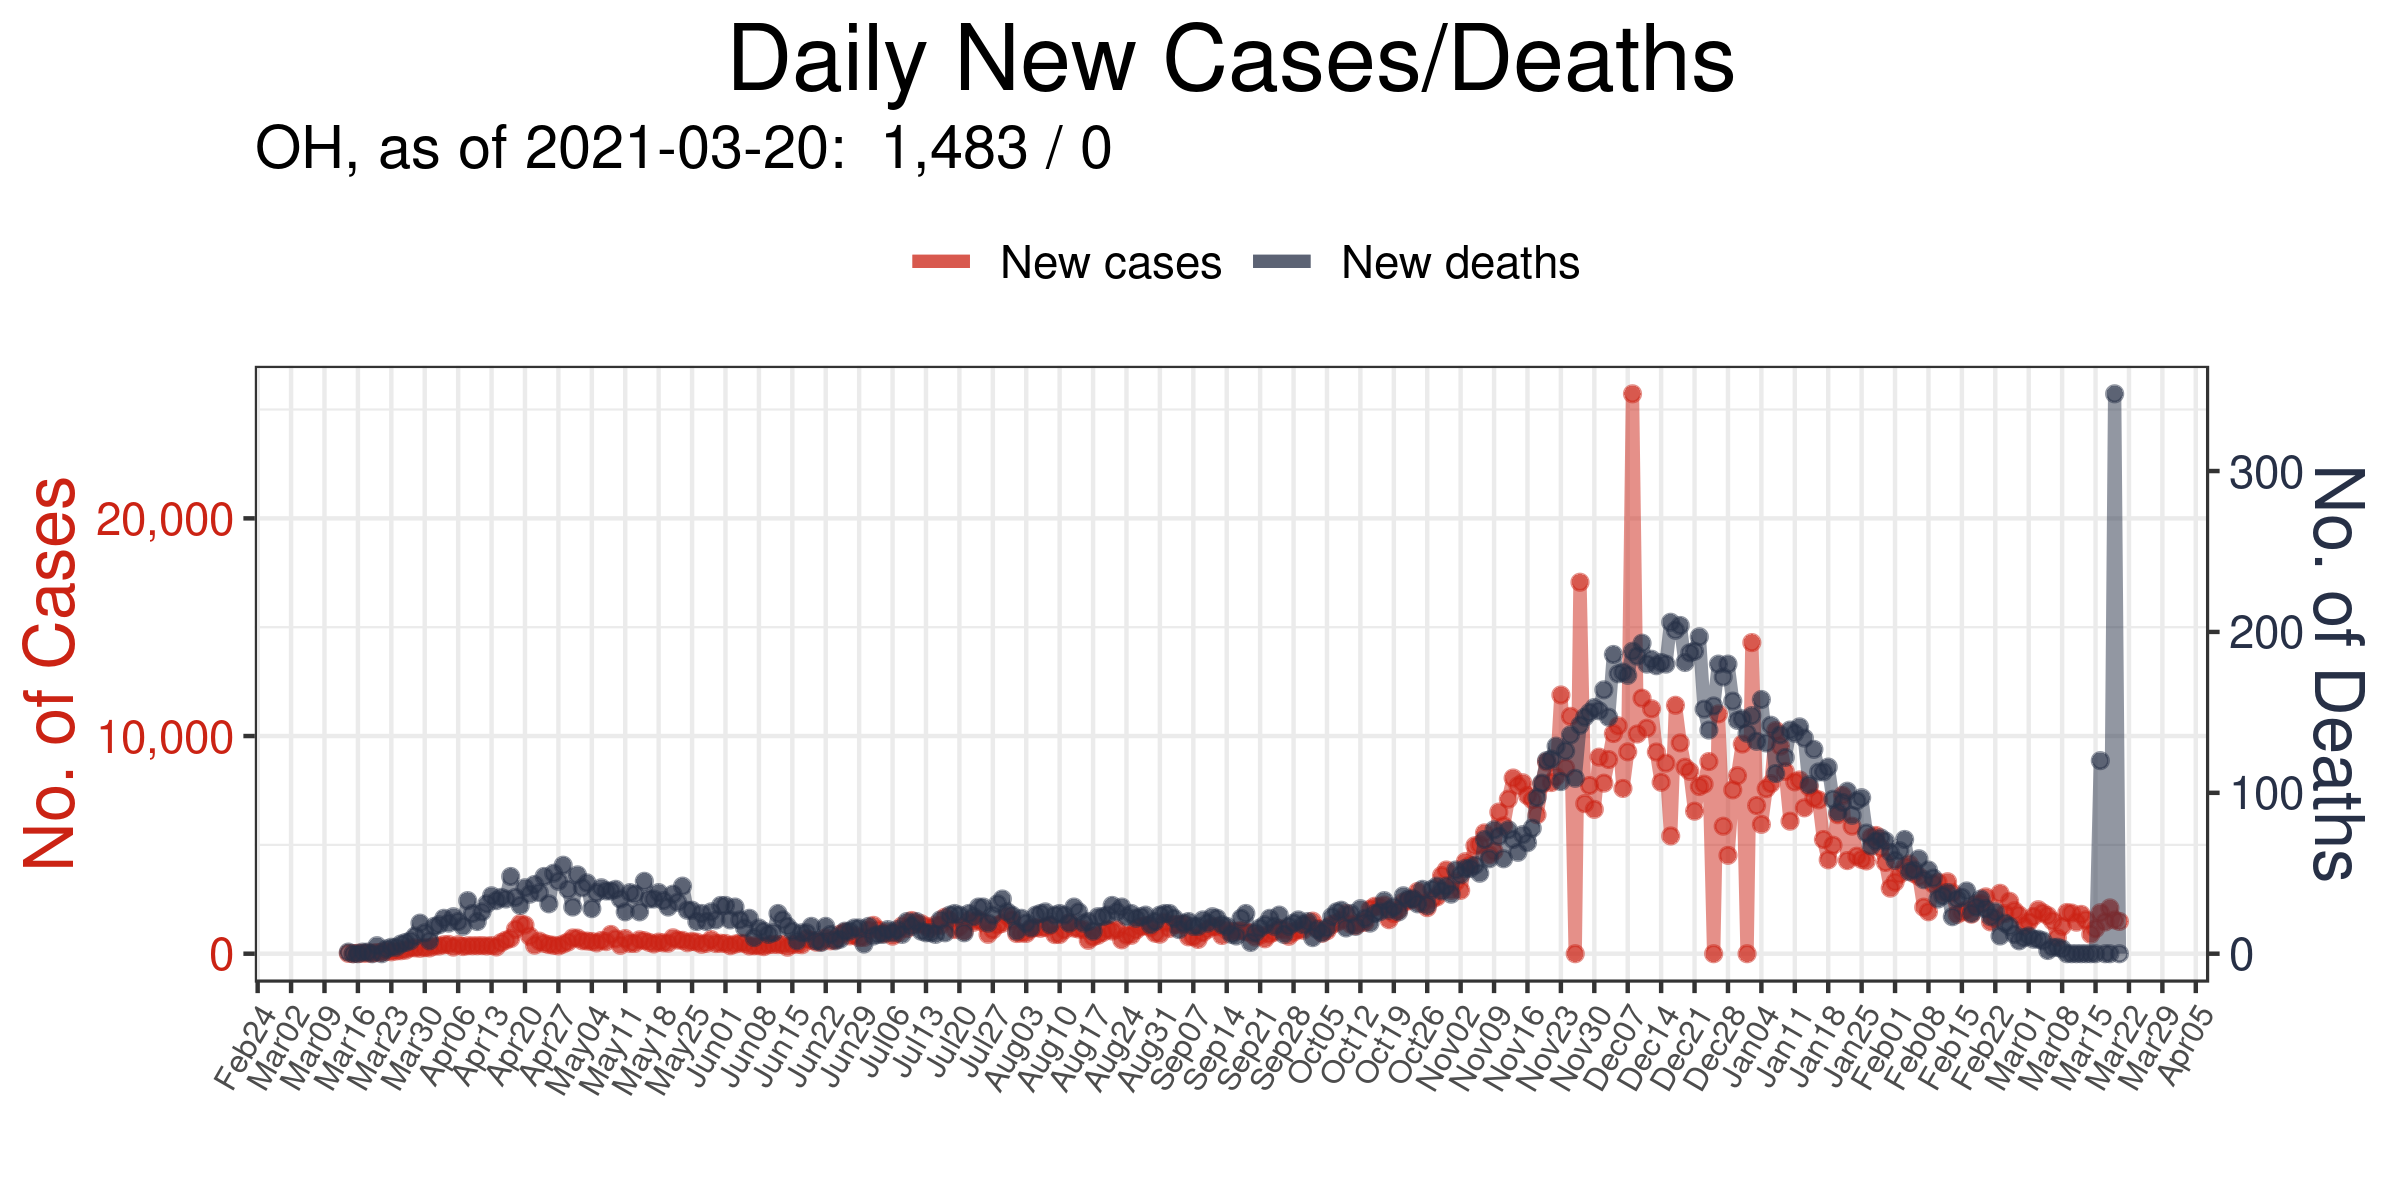 Daily New Cases/Deaths
OH, as of 2021-03-20:  1,483 / 0
New cases New deaths
No. of Cases
20,000
10,000
0
300
200
100
0
No. of Deaths
Feb24 Mar02 Mar09 Mar16 Mar23 Mar30 Apr06 Apr13 Apr20 Apr27 May04 May11 May18 May25 Jun01 Jun08 Jun15 Jun22 Jun29 Jul06 Jul13 Jul20 Jul27 Aug03 Aug10 Aug17 Aug24 Aug31 Sep07 Sep14 Sep21 Sep28 Oct05 Oct12 Oct19 Oct26 Nov02 Nov09 Nov16 Nov23 Nov30 Dec07 Dec14 Dec21 Dec28 Dec04 Jan11 Jan18 Jan25 Feb01 Feb08 Feb15 Feb22 Mar01 Mar08 Mar15 Mar22 Mar29 Apr05